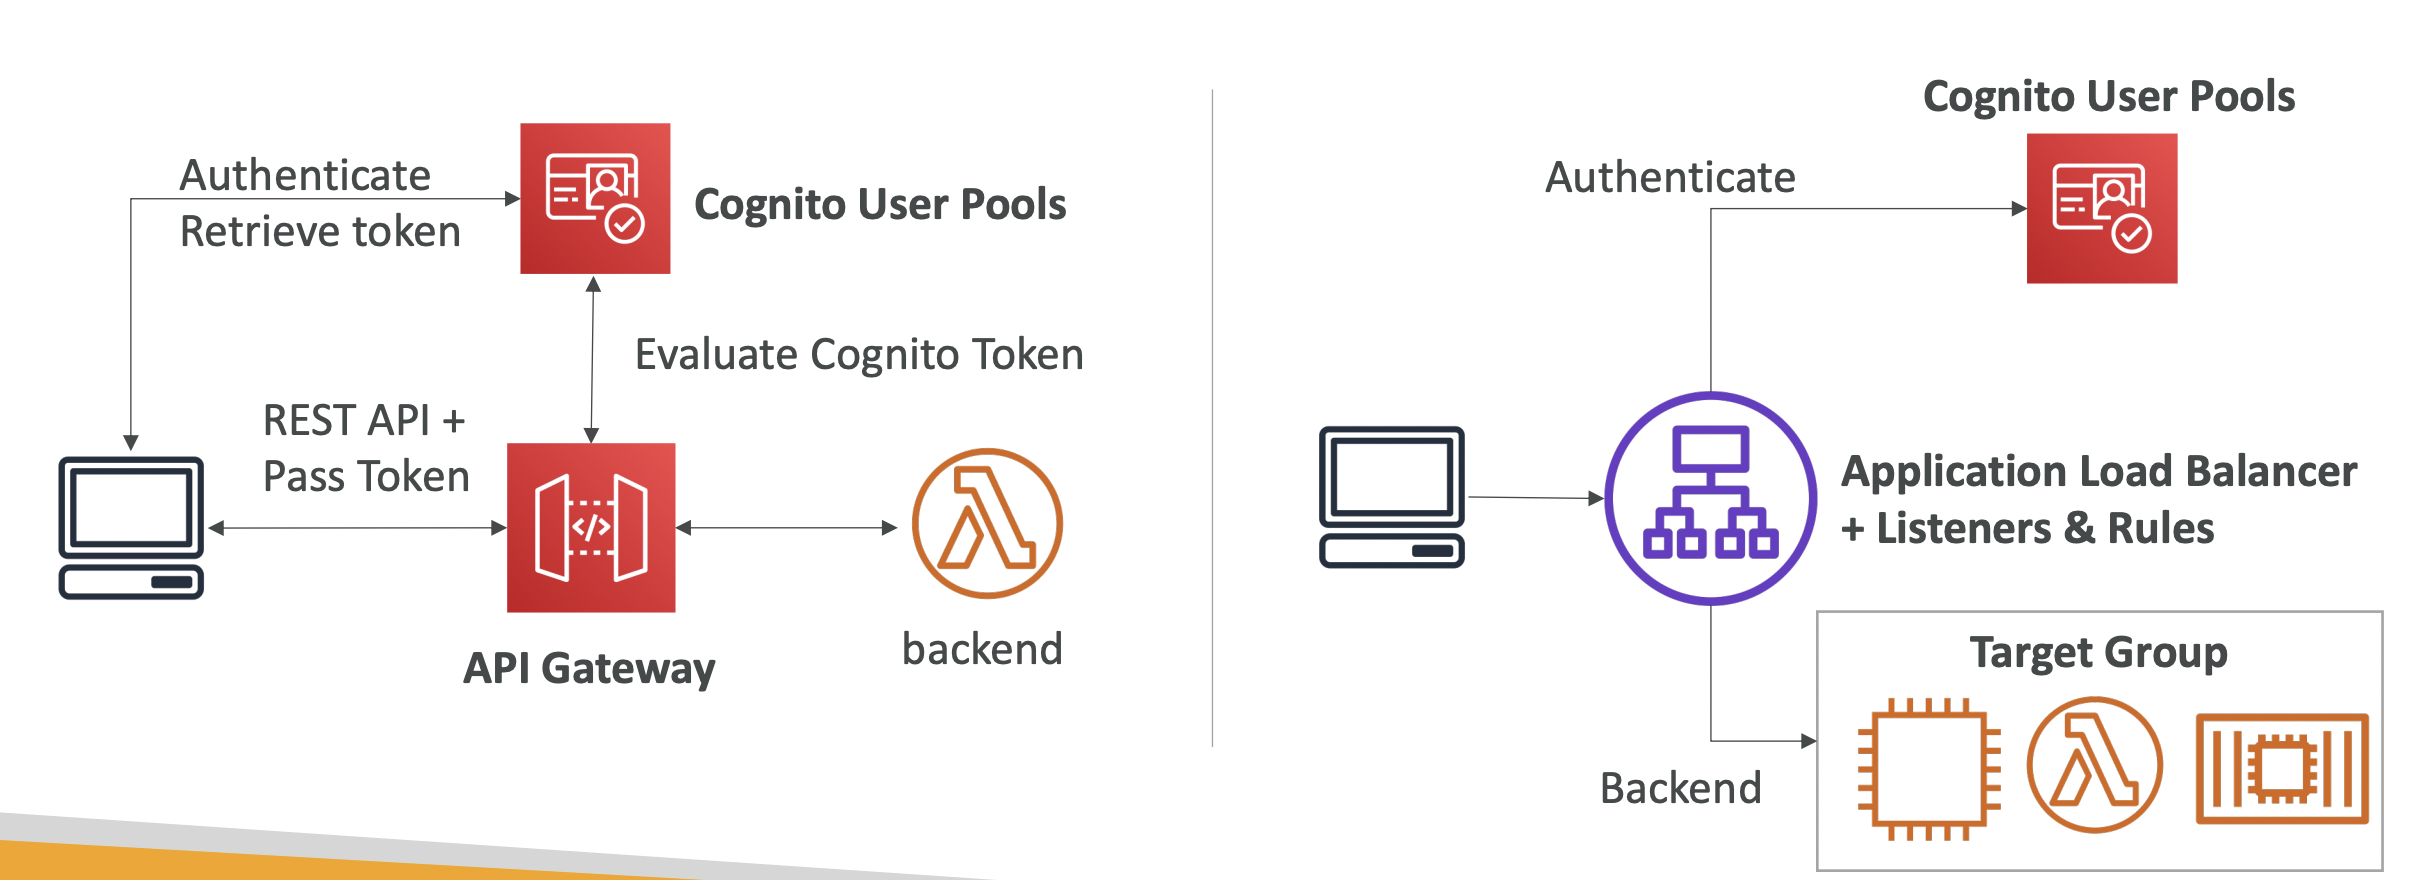 Authenticate
Retrieve token
Cognito User Pools
Evaluate Cognito Token
REST API +
Pass Token
</>
API Gateway
backend
Cognito User Pools
Authenticate
Application Load Balancer
+ Listeners & Rules
Target Group
Backend